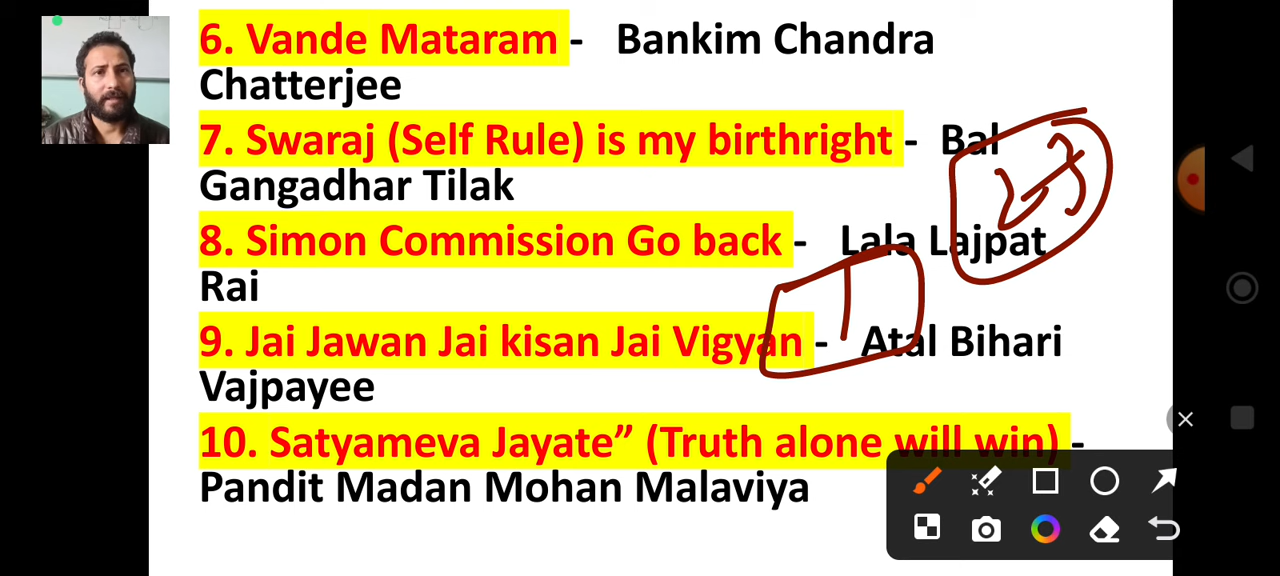 6. Vande Mataram - Bankim Chandra
Chatterjee
7. Swaraj (Self Rule) is my birthright - Bal
Gangadhar Tilak
8. Simon Commission Go back - Lala Lajpat
Rai
9. Jai Jawan Jai kisan Jai Vigyan - Atal Bihari
Vajpayee
10. Satyameva Jayate” (Truth alone will win) -
Pandit Madan Mohan Malaviya